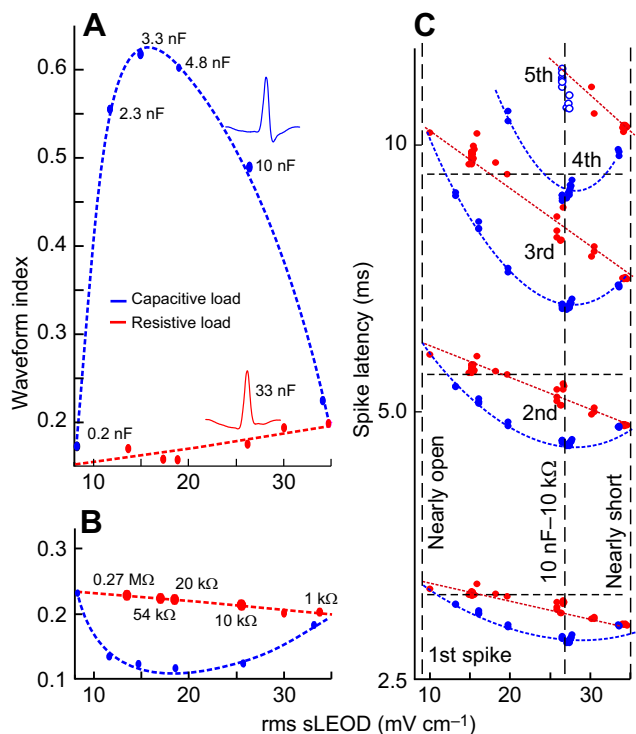 A
Waveform index
0.6
0.5
0.4
0.3
0.2
0.1
3.3 nF
4.8 nF
2.3 nF
10 nF
Capacitive load
Resistive load
33 nF
0.2 nF
10
20
30
B
0.3
0.2
0.1
0.27 MΩ
20 kΩ
54 kΩ
10 kΩ
1 kΩ
10
20
30
rms sLEOD (mV cm–1)
C
Spike latency (ms)
10
5.0
2.5
5th
4th
3rd
2nd
1st spike
Nearly open
10 nF–10 kΩ
Nearly short
10
20
30